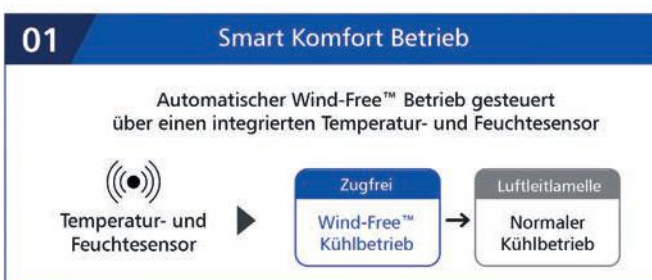 01
Smart Komfort Betrieb
Automatischer Wind-Free™ Betrieb gesteuert
über einen integrierten Temperatur- und Feuchtesensor
Temperatur- und
Feuchtesensor
Zugfrei
Wind-Free™
Kühlbetrieb
Luftleitlamelle
Normaler
Kühlbetrieb